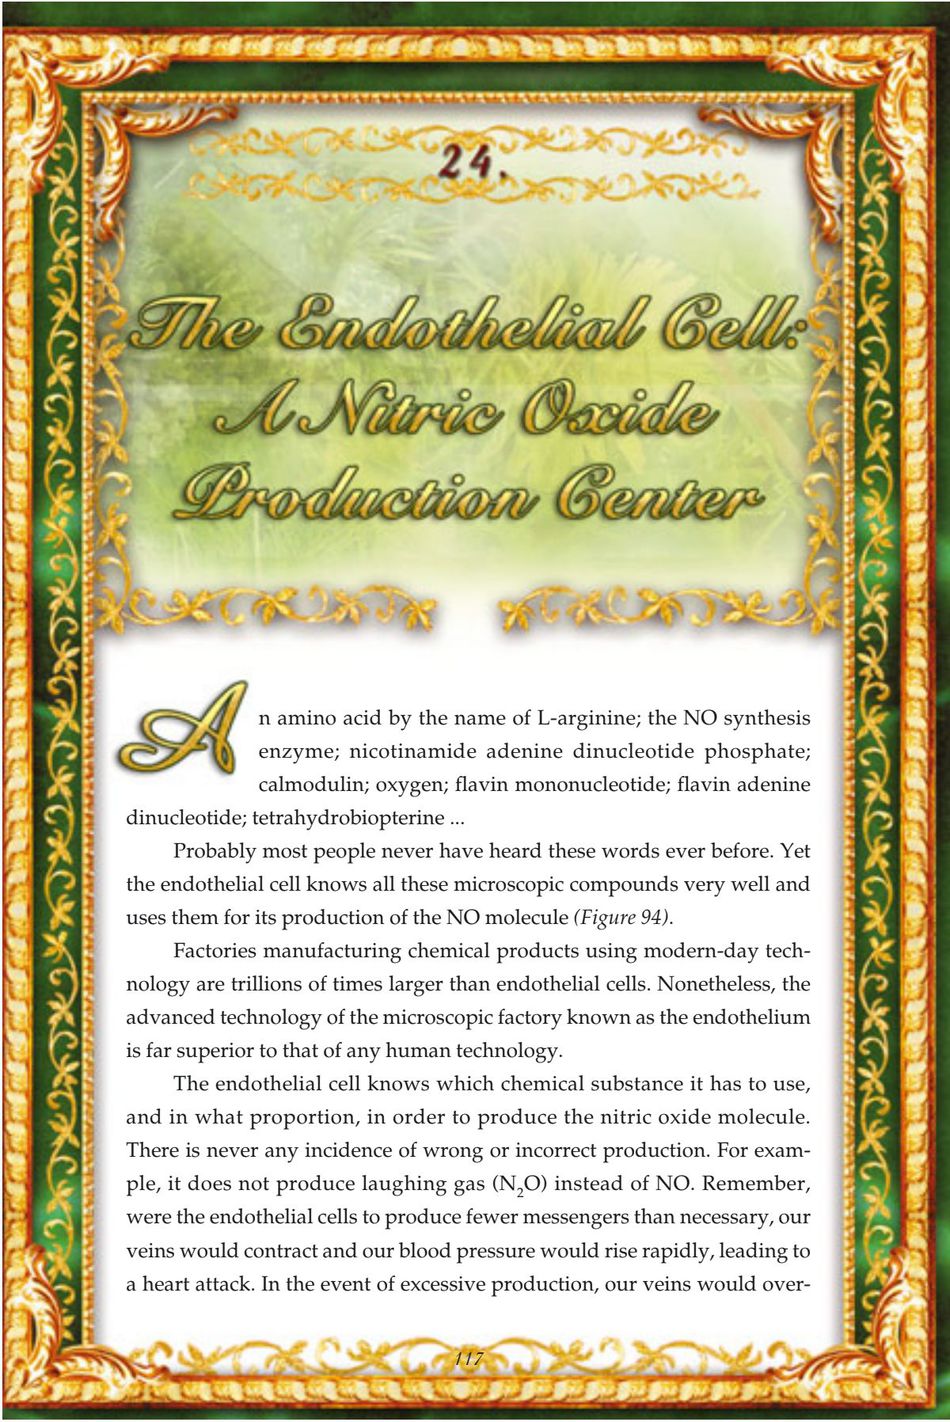 24.
The Endothelial Cell:
A Nitric Oxide
Production Center
An amino acid by the name of L-arginine; the NO synthesis
enzyme; nicotinamide adenine dinucleotide phosphate;
calmodulin; oxygen; flavin mononucleotide; flavin adenine
dinucleotide; tetrahydrobiopterine ...
Probably most people never have heard these words ever before. Yet
the endothelial cell knows all these microscopic compounds very well and
uses them for its production of the NO molecule (Figure 94).
Factories manufacturing chemical products using modern-day tech-
nology are trillions of times larger than endothelial cells. Nonetheless, the
advanced technology of the microscopic factory known as the endothelium
is far superior to that of any human technology.
The endothelial cell knows which chemical substance it has to use,
and in what proportion, in order to produce the nitric oxide molecule.
There is never any incidence of wrong or incorrect production. For exam-
ple, it does not produce laughing gas (N₂O) instead of NO. Remember,
were the endothelial cells to produce fewer messengers than necessary, our
veins would contract and our blood pressure would rise rapidly, leading to
a heart attack. In the event of excessive production, our veins would over-
117